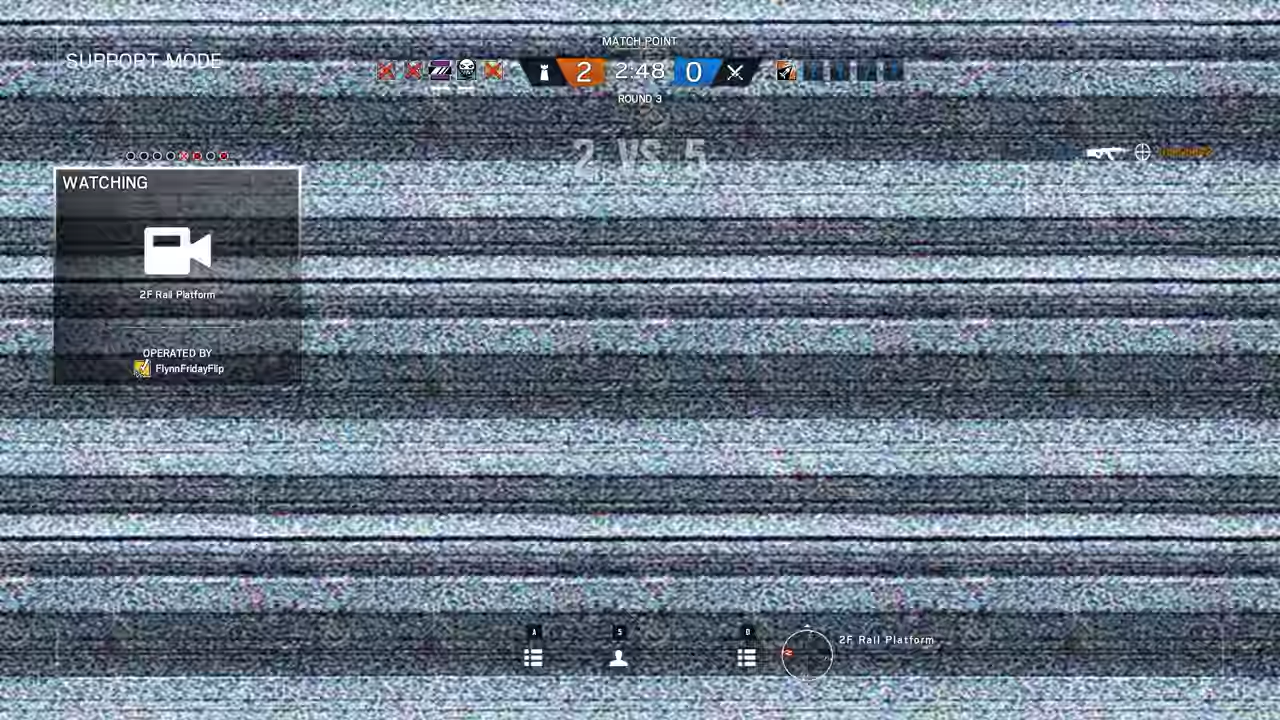 MATCH POINT
SUPPORT MODE
2 2:48 0
ROUND 3
2 VS 5
WATCHING
2F Rail Platform
OPERATED BY
FlynnFridayFlip
A S D
2F Rail Platform